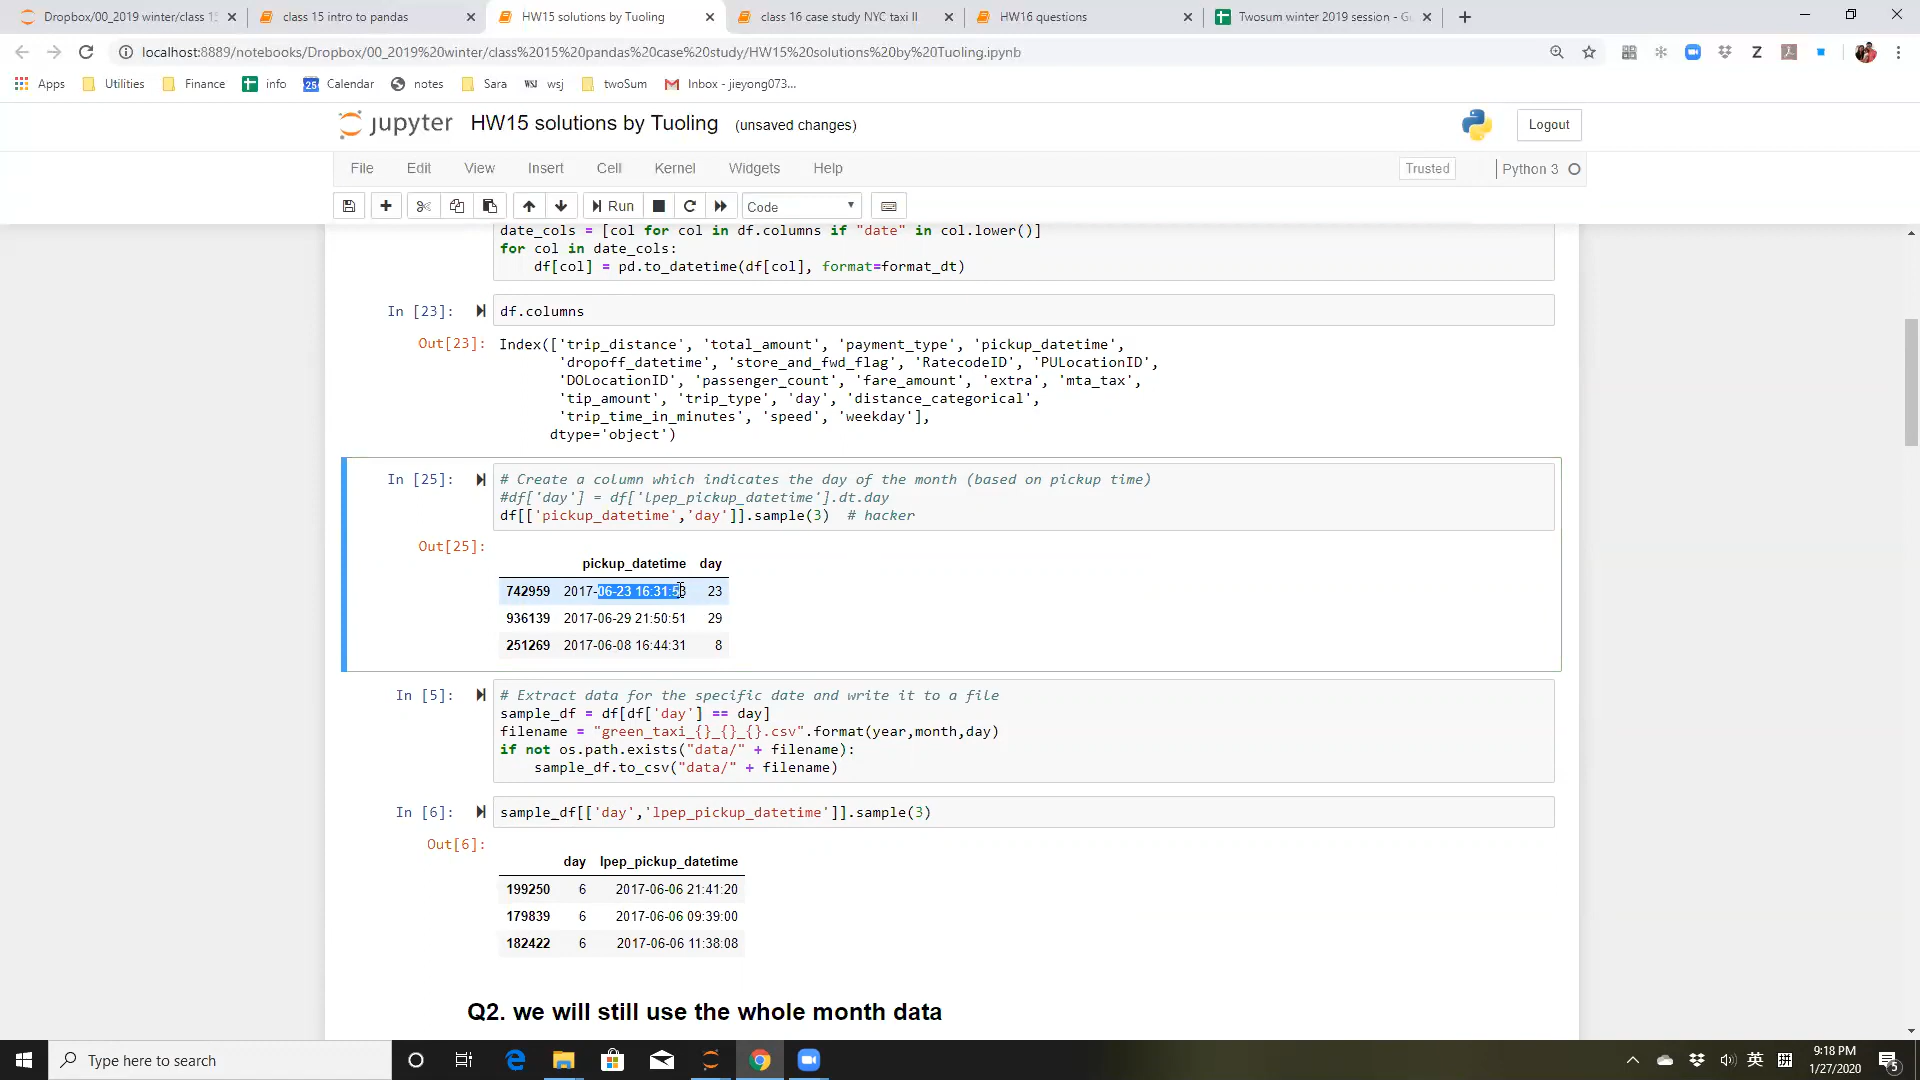 Dropbox/00_2019 winter/class 15
class 15 intro to pandas
HW15 solutions by Tuoling
class 16 case study NYC taxi II
HW16 questions
Twosum winter 2019 session - G
localhost:8889/notebooks/Dropbox/00_2019%20winter/class%2015%20pandas%20case%20study/HW15%20solutions%20by%20Tuoling.ipynb
Apps
Utilities
Finance
info
Calendar
notes
Sara
wsj
twoSum
Inbox - jieyong073...
jupyter HW15 solutions by Tuoling (unsaved changes)
Logout
File Edit View Insert Cell Kernel Widgets Help
Trusted
Python 3
Run
Code
date_cols = [col for col in df.columns if "date" in col.lower()]
for col in date_cols:
df[col] = pd.to_datetime(df[col], format=format_dt)
In [23]:
df.columns
Out[23]:
Index(['trip_distance', 'total_amount', 'payment_type', 'pickup_datetime',
'dropoff_datetime', 'store_and_fwd_flag', 'RatecodeID', 'PULocationID',
'DOLocationID', 'passenger_count', 'fare_amount', 'extra', 'mta_tax',
'tip_amount', 'trip_type', 'day', 'distance_categorical',
'trip_time_in_minutes', 'speed', 'weekday'],
dtype='object')
In [25]:
# Create a column which indicates the day of the month (based on pickup time)
#df['day'] = df['lpep_pickup_datetime'].dt.day
df[['pickup_datetime','day']].sample(3)  # hacker
Out[25]:
pickup_datetime day
742959 2017-06-23 16:31:53 23
936139 2017-06-29 21:50:51 29
251269 2017-06-08 16:44:31 8
In [5]:
# Extract data for the specific date and write it to a file
sample_df = df[df['day'] == day]
filename = "green_taxi_{}_{}_{}.csv".format(year,month,day)
if not os.path.exists("data/" + filename):
sample_df.to_csv("data/" + filename)
In [6]:
sample_df[['day','lpep_pickup_datetime']].sample(3)
Out[6]:
day lpep_pickup_datetime
199250 6 2017-06-06 21:41:20
179839 6 2017-06-06 09:39:00
182422 6 2017-06-06 11:38:08
Q2. we will still use the whole month data
Type here to search
英
拼
9:18 PM
1/27/2020
5